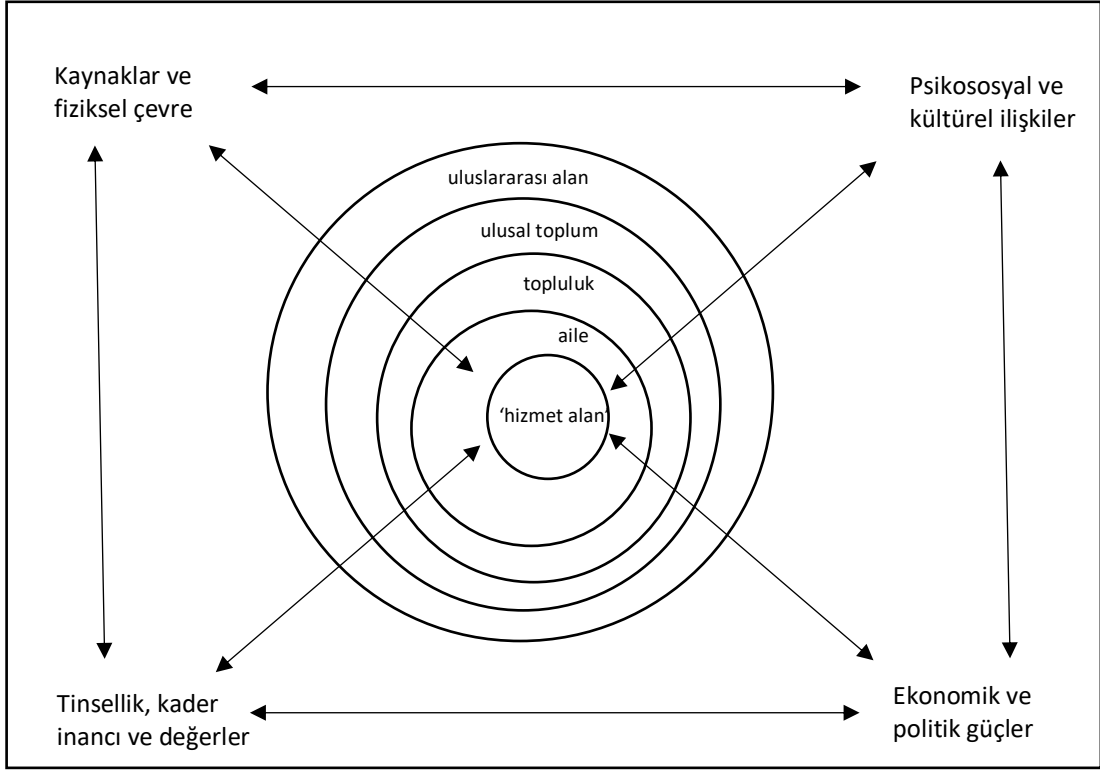 Kaynaklar ve
fiziksel çevre
Psikososyal ve
kültürel ilişkiler
uluslararası alan
ulusal toplum
topluluk
aile
‘hizmet alan’
Tinsellik, kader
inancı ve değerler
Ekonomik ve
politik güçler